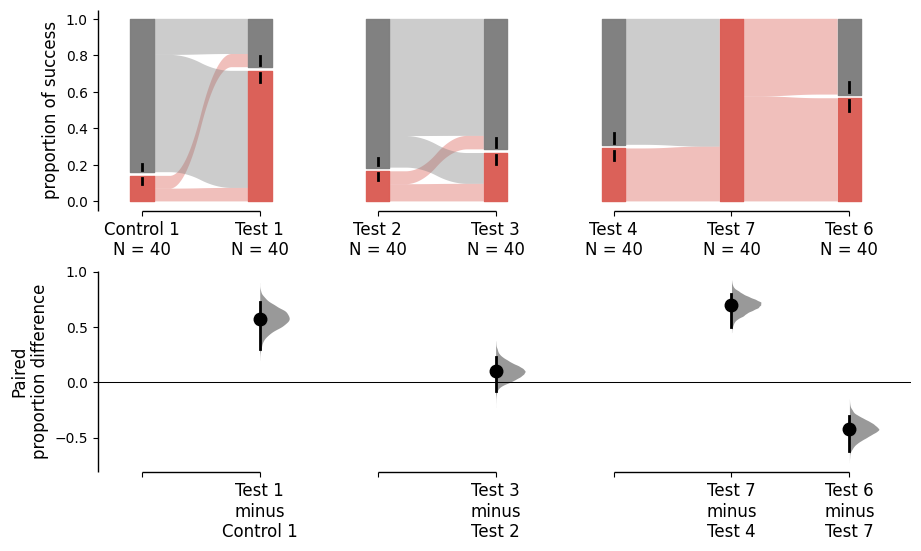 1.0
0.8
0.6
0.4
0.2
0.0
proportion of success
Control 1
N = 40
Test 1
N = 40
Test 2
N = 40
Test 3
N = 40
Test 4
N = 40
Test 7
N = 40
Test 6
N = 40
1.0
0.5
0.0
−0.5
Paired
proportion difference
Test 1
minus
Control 1
Test 3
minus
Test 2
Test 7
minus
Test 4
Test 6
minus
Test 7